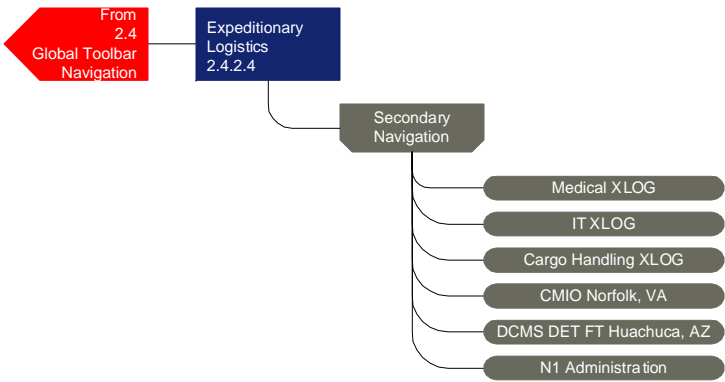 From
2.4
Global Toolbar
Navigation
Expeditionary
Logistics
2.4.2.4
Secondary
Navigation
Medical XLOG
IT XLOG
Cargo Handling XLOG
CMIO Norfolk, VA
DCMS DET FT Huachuca, AZ
N1 Administration